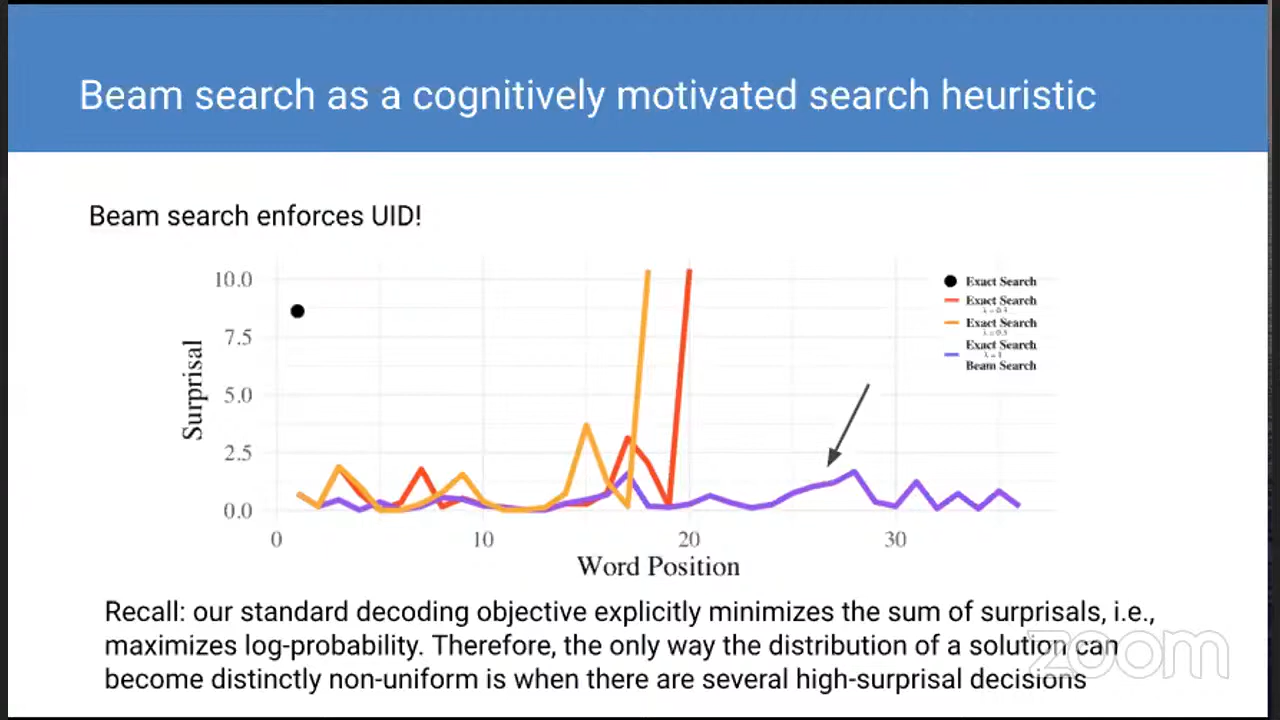 Beam search as a cognitively motivated search heuristic
Beam search enforces UID!
10.0
7.5
5.0
2.5
0.0
Surprisal
0
10
20
30
Word Position
Exact Search
Exact Search
Exact Search
Exact Search
λ = 1
Beam Search
Recall: our standard decoding objective explicitly minimizes the sum of surprisals, i.e.,
maximizes log-probability. Therefore, the only way the distribution of a solution can
become distinctly non-uniform is when there are several high-surprisal decisions
zoom